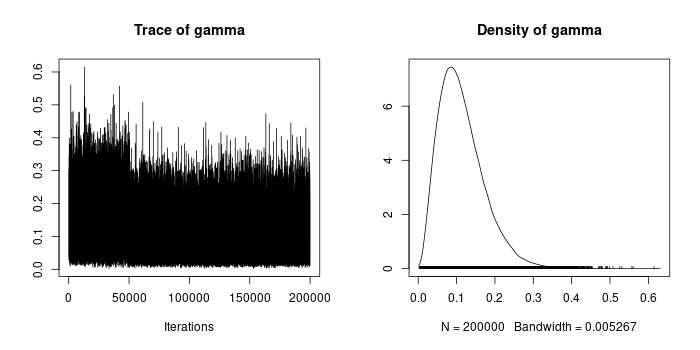 Trace of gamma
0.6
0.5
0.4
0.3
0.2
0.1
0.0
0 50000 100000 150000 200000
Iterations
Density of gamma
6
4
2
0
0.0 0.1 0.2 0.3 0.4 0.5 0.6
N = 200000 Bandwidth = 0.005267